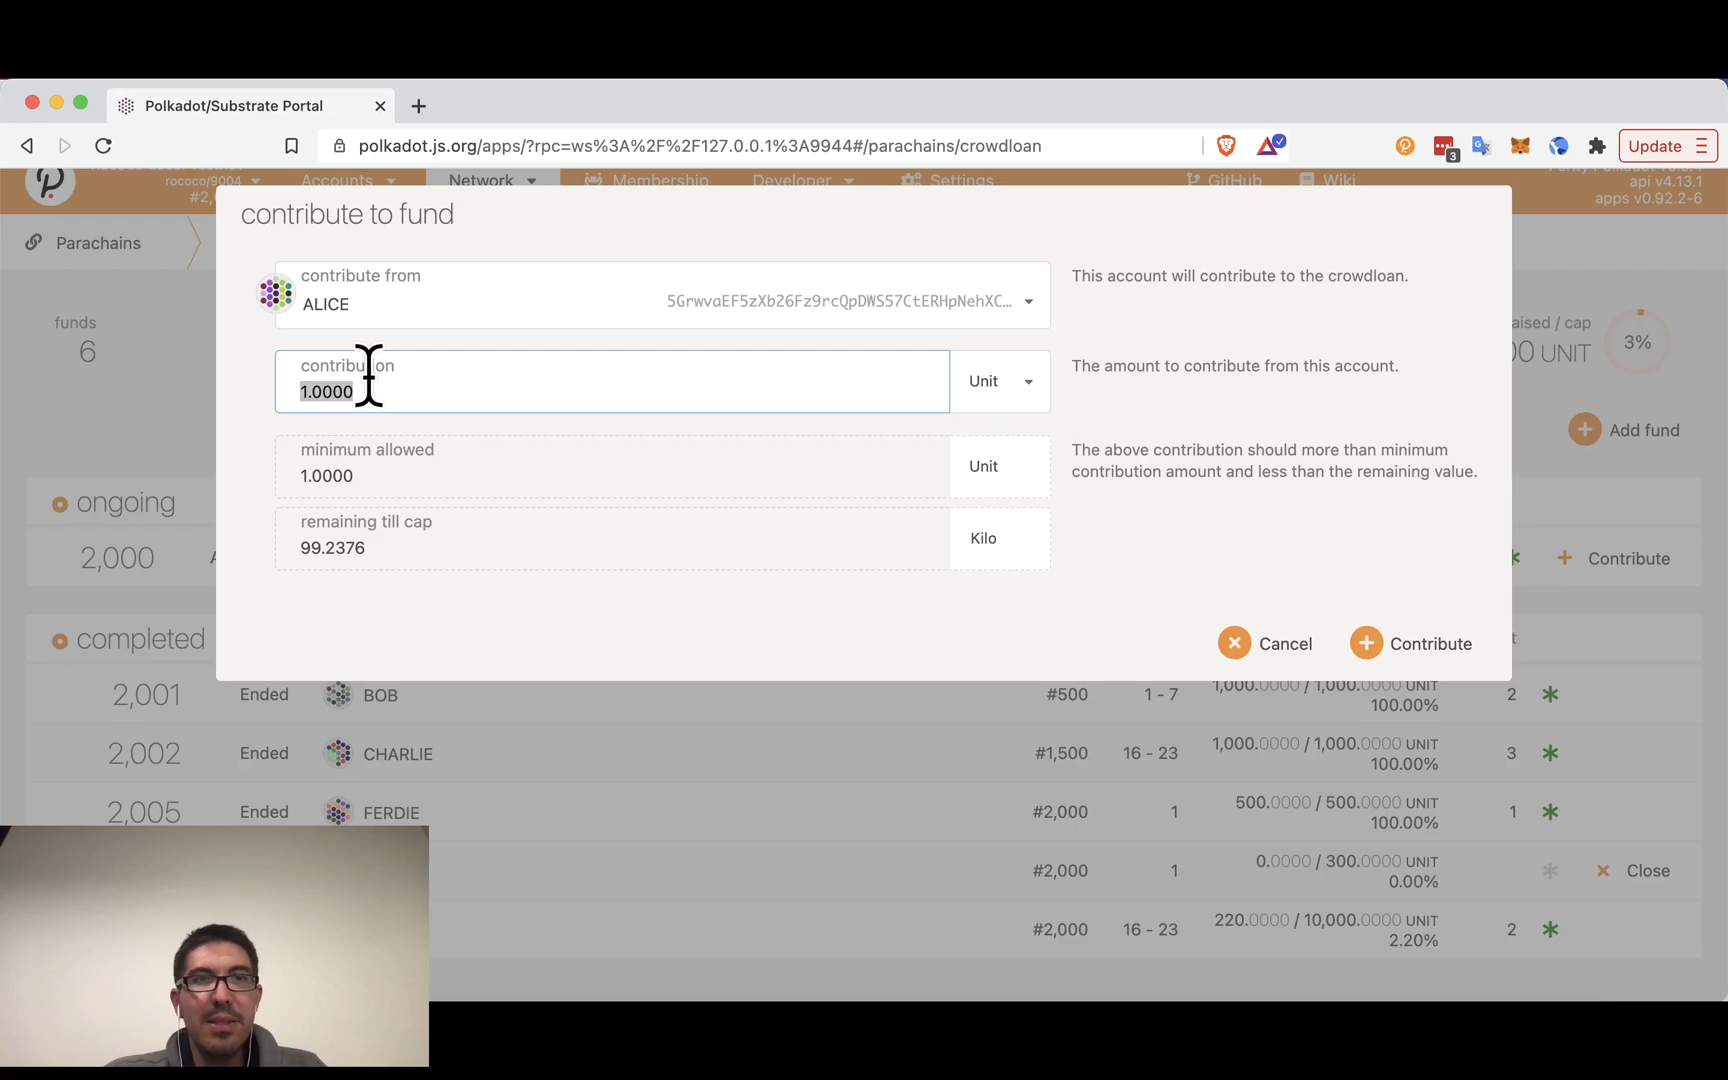 Polkadot/Substrate Portal
polkadot.js.org/apps/?rpc=ws%3A%2F%2F127.0.0.1%3A9944#/parachains/crowdloan
3
Update
rococo/9004
#2,
Accounts
Network
Membership
Developer
Settings
GitHub
Wiki
api v4.13.1
apps v0.92.2-6
Parachains
contribute to fund
contribute from
ALICE
5GrwvaEF5zXb26Fz9rcQpDWS57CtERHpNehXC…
This account will contribute to the crowdloan.
funds
6
aised / cap
00 UNIT
3%
contribution
1.0000
Unit
The amount to contribute from this account.
minimum allowed
1.0000
Unit
The above contribution should more than minimum
contribution amount and less than the remaining value.
Add fund
remaining till cap
99.2376
Kilo
ongoing
2,000
Contribute
Cancel
Contribute
completed
2,001 Ended BOB #500 1 - 7 1,000.0000 / 1,000.0000 UNIT 2
100.00%
2,002 Ended CHARLIE #1,500 16 - 23 1,000.0000 / 1,000.0000 UNIT 3
100.00%
2,005 Ended FERDIE #2,000 1 500.0000 / 500.0000 UNIT 1
100.00%
#2,000 1 0.0000 / 300.0000 UNIT Close
0.00%
#2,000 16 - 23 220.0000 / 10,000.0000 UNIT 2
2.20%